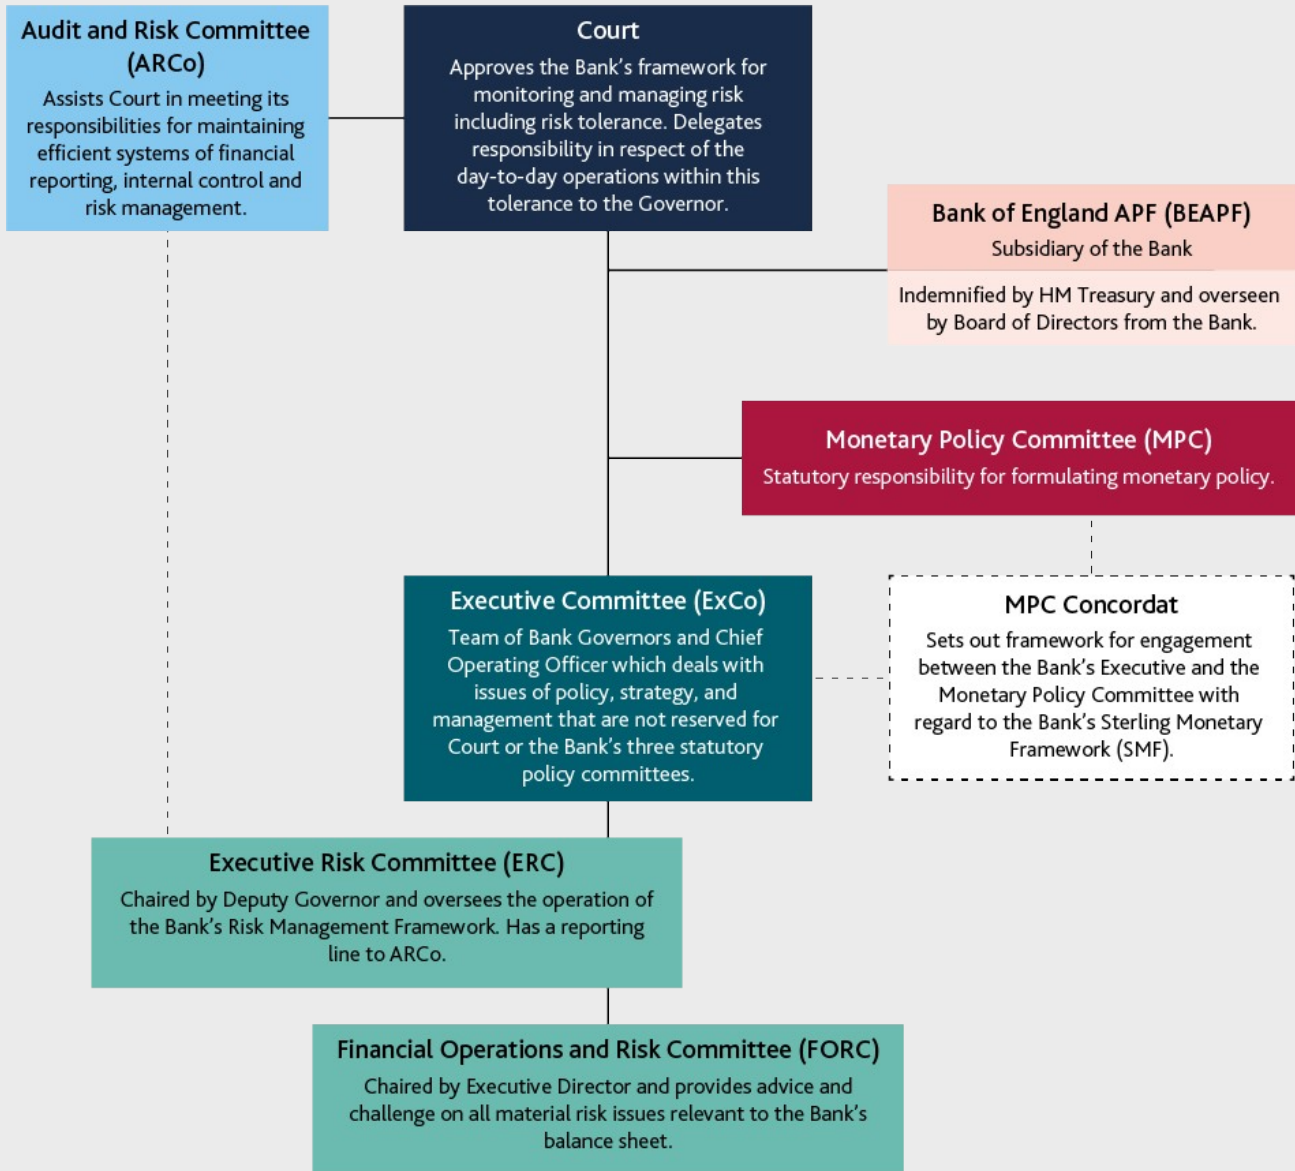 Audit and Risk Committee
(ARCo)
Assists Court in meeting its
responsibilities for maintaining
efficient systems of financial
reporting, internal control and
risk management.
Court
Approves the Bank's framework for
monitoring and managing risk
including risk tolerance. Delegates
responsibility in respect of the
day-to-day operations within this
tolerance to the Governor.
Bank of England APF (BEAPF)
Subsidiary of the Bank
Indemnified by HM Treasury and overseen
by Board of Directors from the Bank.
Monetary Policy Committee (MPC)
Statutory responsibility for formulating monetary policy.
Executive Committee (ExCo)
Team of Bank Governors and Chief
Operating Officer which deals with
issues of policy, strategy, and
management that are not reserved for
Court or the Bank's three statutory
policy committees.
MPC Concordat
Sets out framework for engagement
between the Bank's Executive and the
Monetary Policy Committee with
regard to the Bank's Sterling Monetary
Framework (SMF).
Executive Risk Committee (ERC)
Chaired by Deputy Governor and oversees the operation of
the Bank's Risk Management Framework. Has a reporting
line to ARCo.
Financial Operations and Risk Committee (FORC)
Chaired by Executive Director and provides advice and
challenge on all material risk issues relevant to the Bank's
balance sheet.